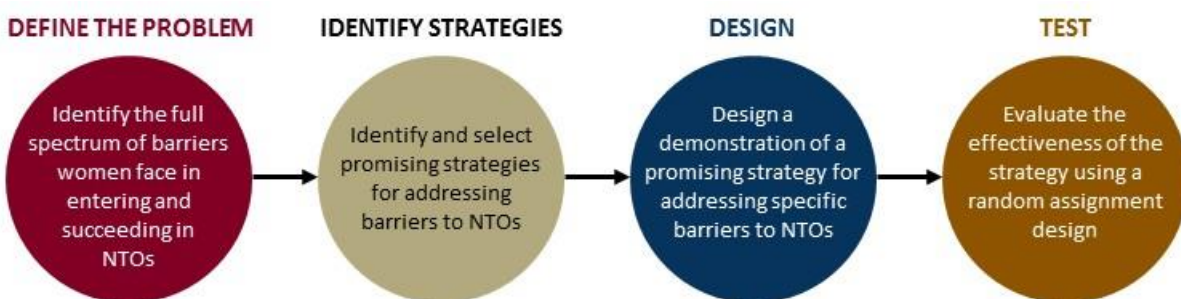 DEFINE THE PROBLEM
Identify the full
spectrum of barriers
women face in
entering and
succeeding in
NTOs
IDENTIFY STRATEGIES
Identify and select
promising strategies
for addressing
barriers to NTOs
DESIGN
Design a
demonstration of a
promising strategy for
addressing specific
barriers to NTOs
TEST
Evaluate the
effectiveness of the
strategy using a
random assignment
design